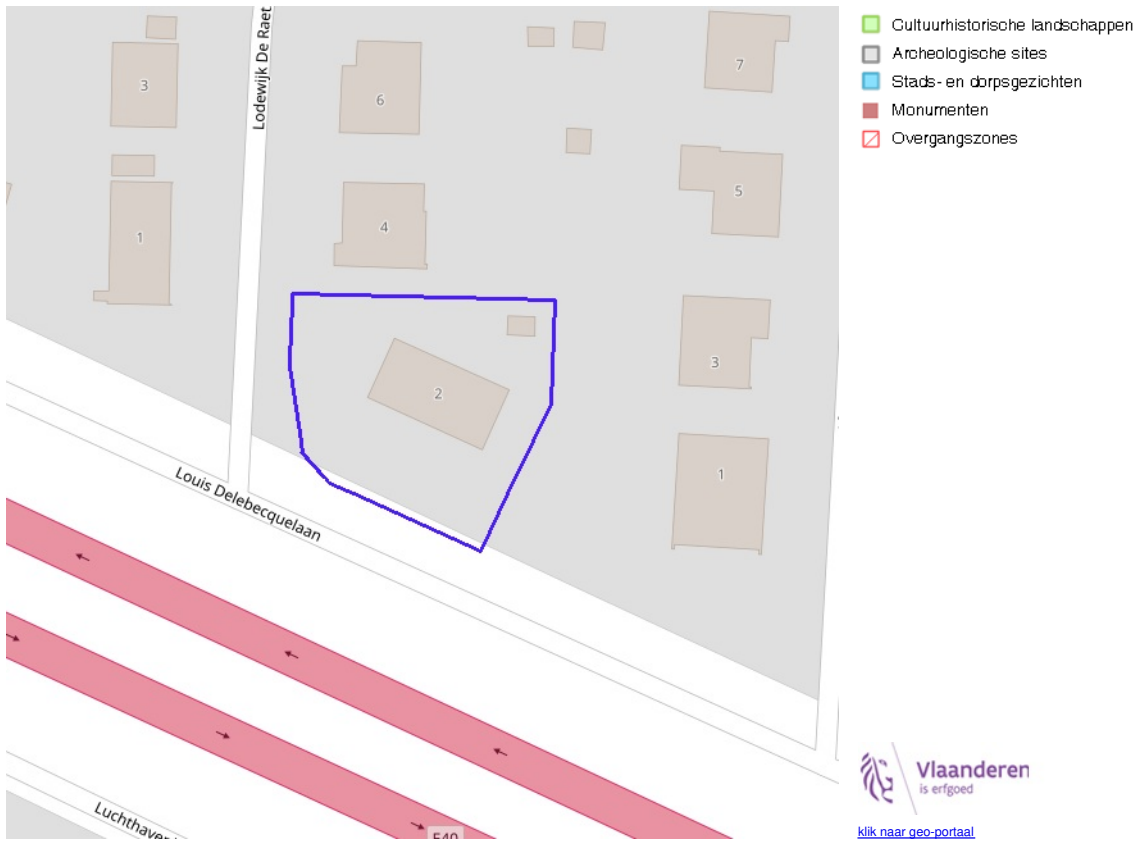 Lodewijk De Raet
3
6
7
1
4
5
2
3
1
Louis Delebecquelaan
E40
Cultuurhistorische landschappen
Archeologische sites
Stads- en dorpsgezichten
Monumenten
Overgangszones
Vlaanderen
is erfgoed
klik naar geo-portaal